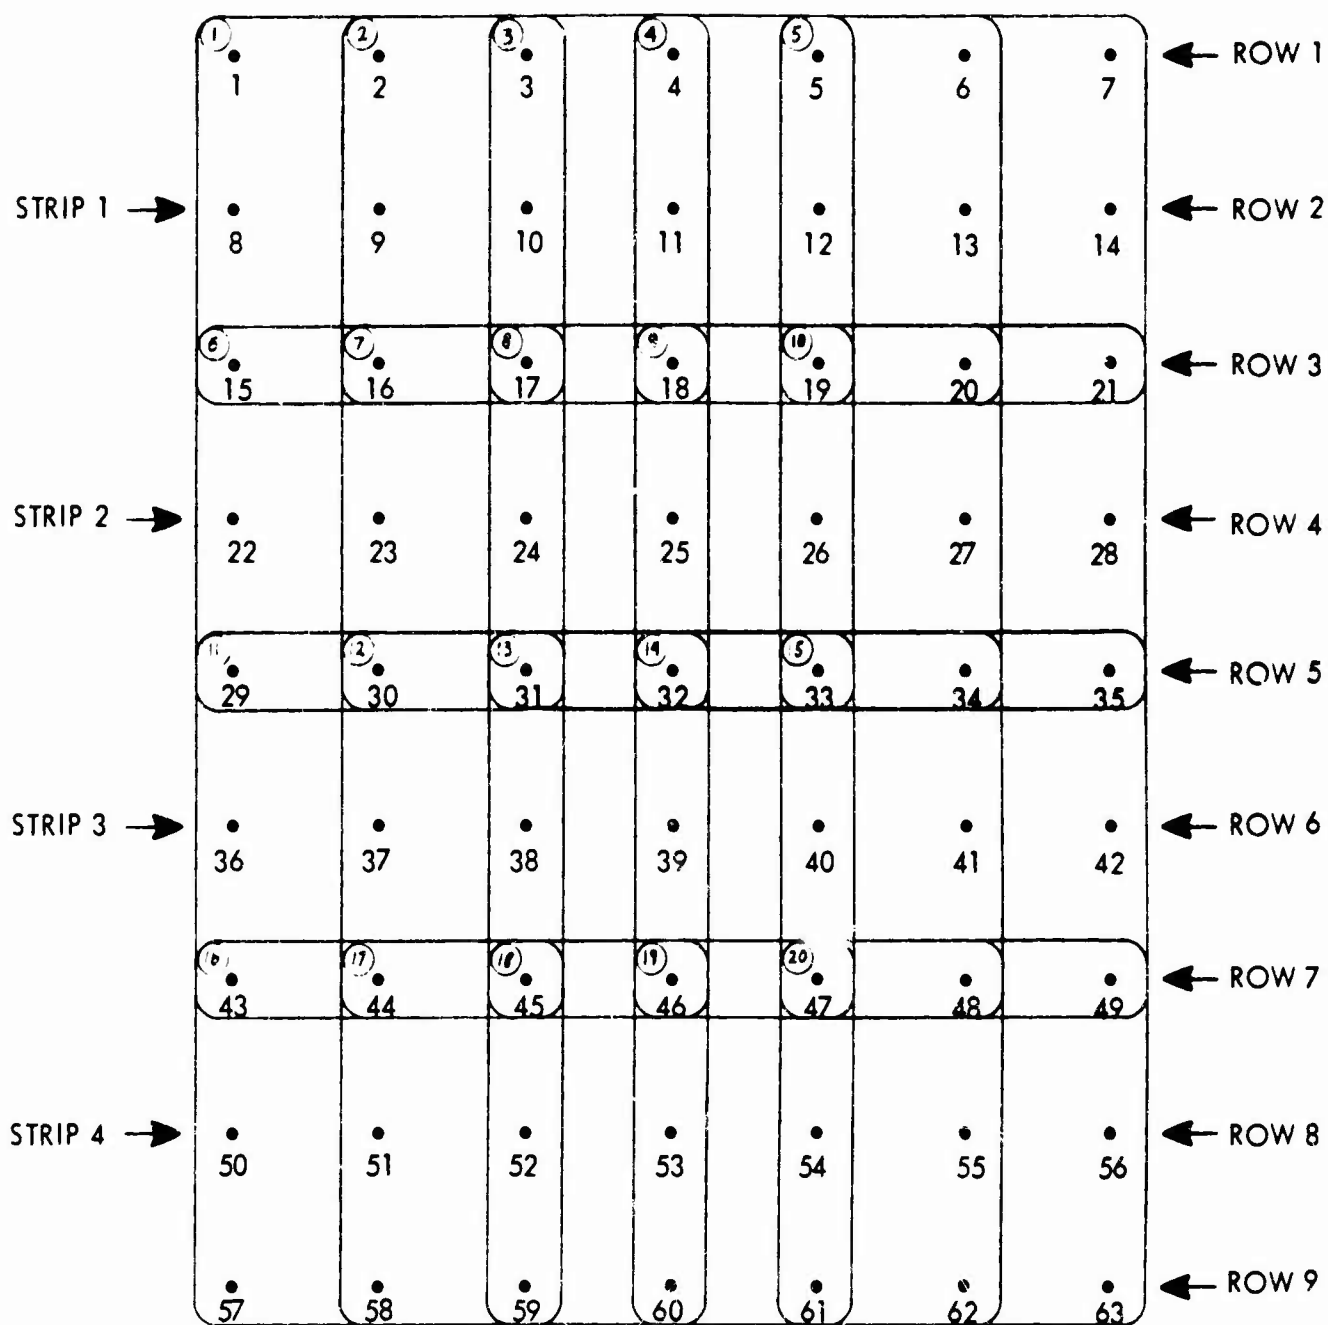 ① ② ③ ④ ⑤
1 2 3 4 5 6 7 ROW 1
STRIP 1 ROW 2
8 9 10 11 12 13 14
⑥ ⑦ ⑧ ⑨ ⑩
15 16 17 18 19 20 21 ROW 3
STRIP 2 ROW 4
22 23 24 25 26 27 28
⑪ ⑫ ⑬ ⑭ ⑮
29 30 31 32 33 34 35 ROW 5
STRIP 3 ROW 6
36 37 38 39 40 41 42
⑯ ⑰ ⑱ ⑲ ⑳
43 44 45 46 47 48 49 ROW 7
STRIP 4 ROW 8
50 51 52 53 54 55 56
57 58 59 60 61 62 63 ROW 9